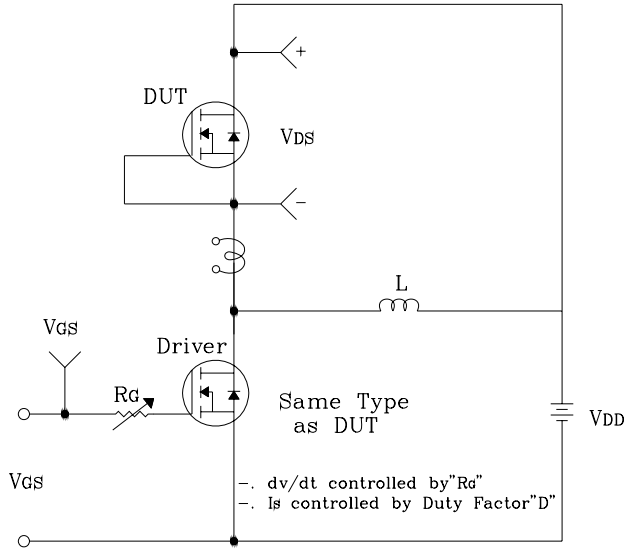 +
DUT
VDS
-
L
VGS
Driver
RG
Same Type
as DUT
VDD
VGS
-. dv/dt controlled by"RG"
-. Is controlled by Duty Factor"D"